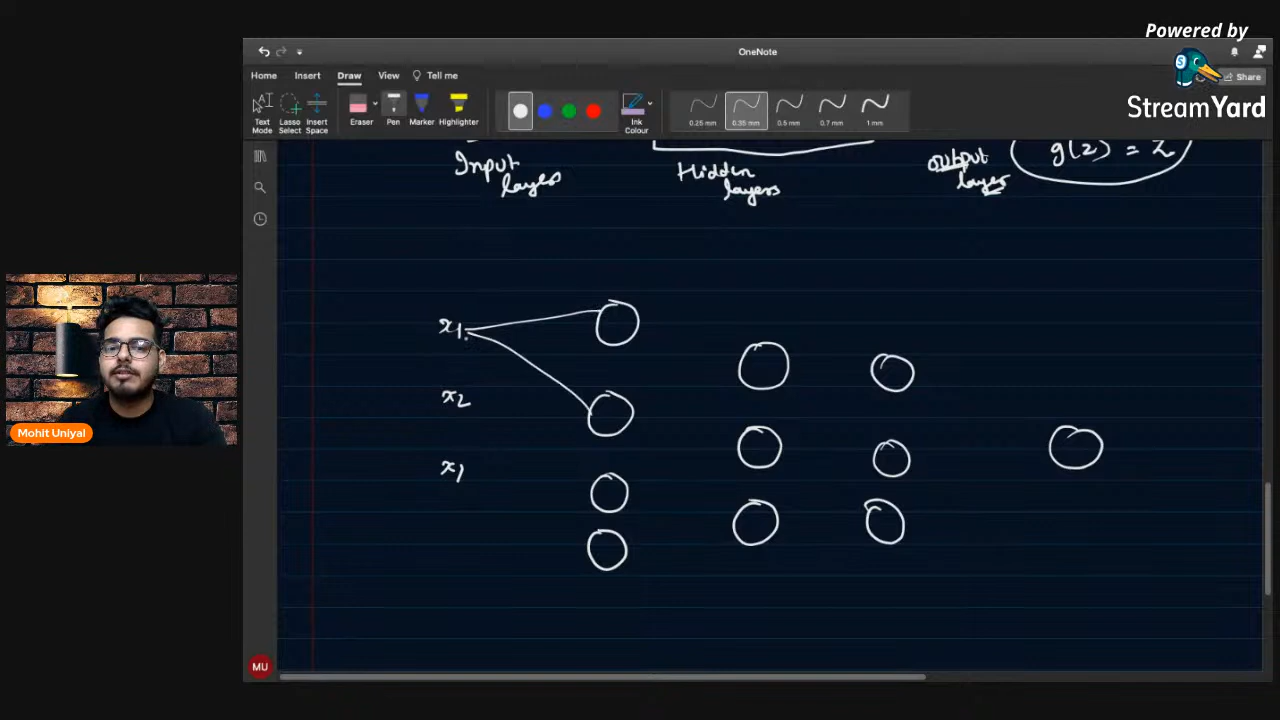 Powered by
StreamYard
OneNote
Home Insert Draw View Tell me
Share
Text Mode
Lasso Select
Insert Space
Eraser
Pen
Marker
Highlighter
Ink Colour
0.25 mm
0.35 mm
0.5 mm
0.7 mm
1 mm
Input layer
Hidden layers
output layer
g(z) = z
x1
x2
x1
Mohit Uniyal
MU